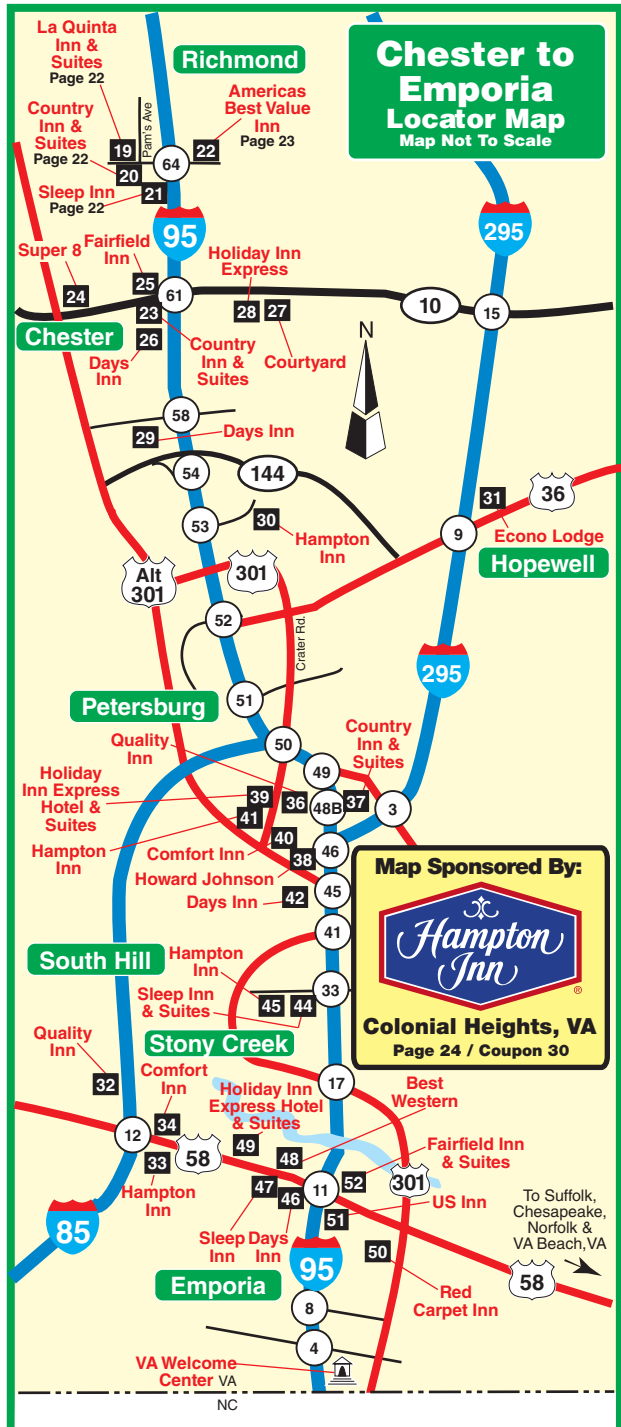 Chester to
Emporia
Locator Map
Map Not To Scale
La Quinta
Inn &
Suites
Page 22
Richmond
Country
Inn &
Suites
Page 22
Pam's Ave
Americas
Best Value
Inn
Page 23
19
20
64
22
Sleep Inn
Page 22
21
95
295
Super 8
24
Fairfield
Inn
25
61
Holiday Inn
Express
28
27
10
15
23
Chester
26
Days
Inn
Country
Inn &
Suites
Courtyard
N
58
29
Days Inn
54
144
53
30
Hampton
Inn
31
36
9
Econo Lodge
Hopewell
Alt
301
301
52
Crater Rd.
295
51
Petersburg
50
Quality
Inn
49
Country
Inn &
Suites
Holiday
Inn Express
Hotel &
Suites
39
36
48B
37
3
41
Hampton
Inn
40
Comfort Inn
38
46
Howard Johnson
45
Days Inn
42
Map Sponsored By:
Hampton
Inn
®
Colonial Heights, VA
Page 24 / Coupon 30
41
South Hill
Hampton
Inn
Sleep Inn
& Suites
33
45
44
Stony Creek
Quality
Inn
32
17
Comfort
Inn
34
Holiday Inn
Express Hotel
& Suites
49
Best
Western
48
12
33
58
Hampton
Inn
Fairfield Inn
& Suites
52
301
47
46
11
51
US Inn
To Suffolk,
Chesapeake,
Norfolk &
VA Beach, VA
85
Sleep
Inn
Days
Inn
50
Red
Carpet Inn
58
Emporia
95
8
4
VA Welcome
Center
VA
NC